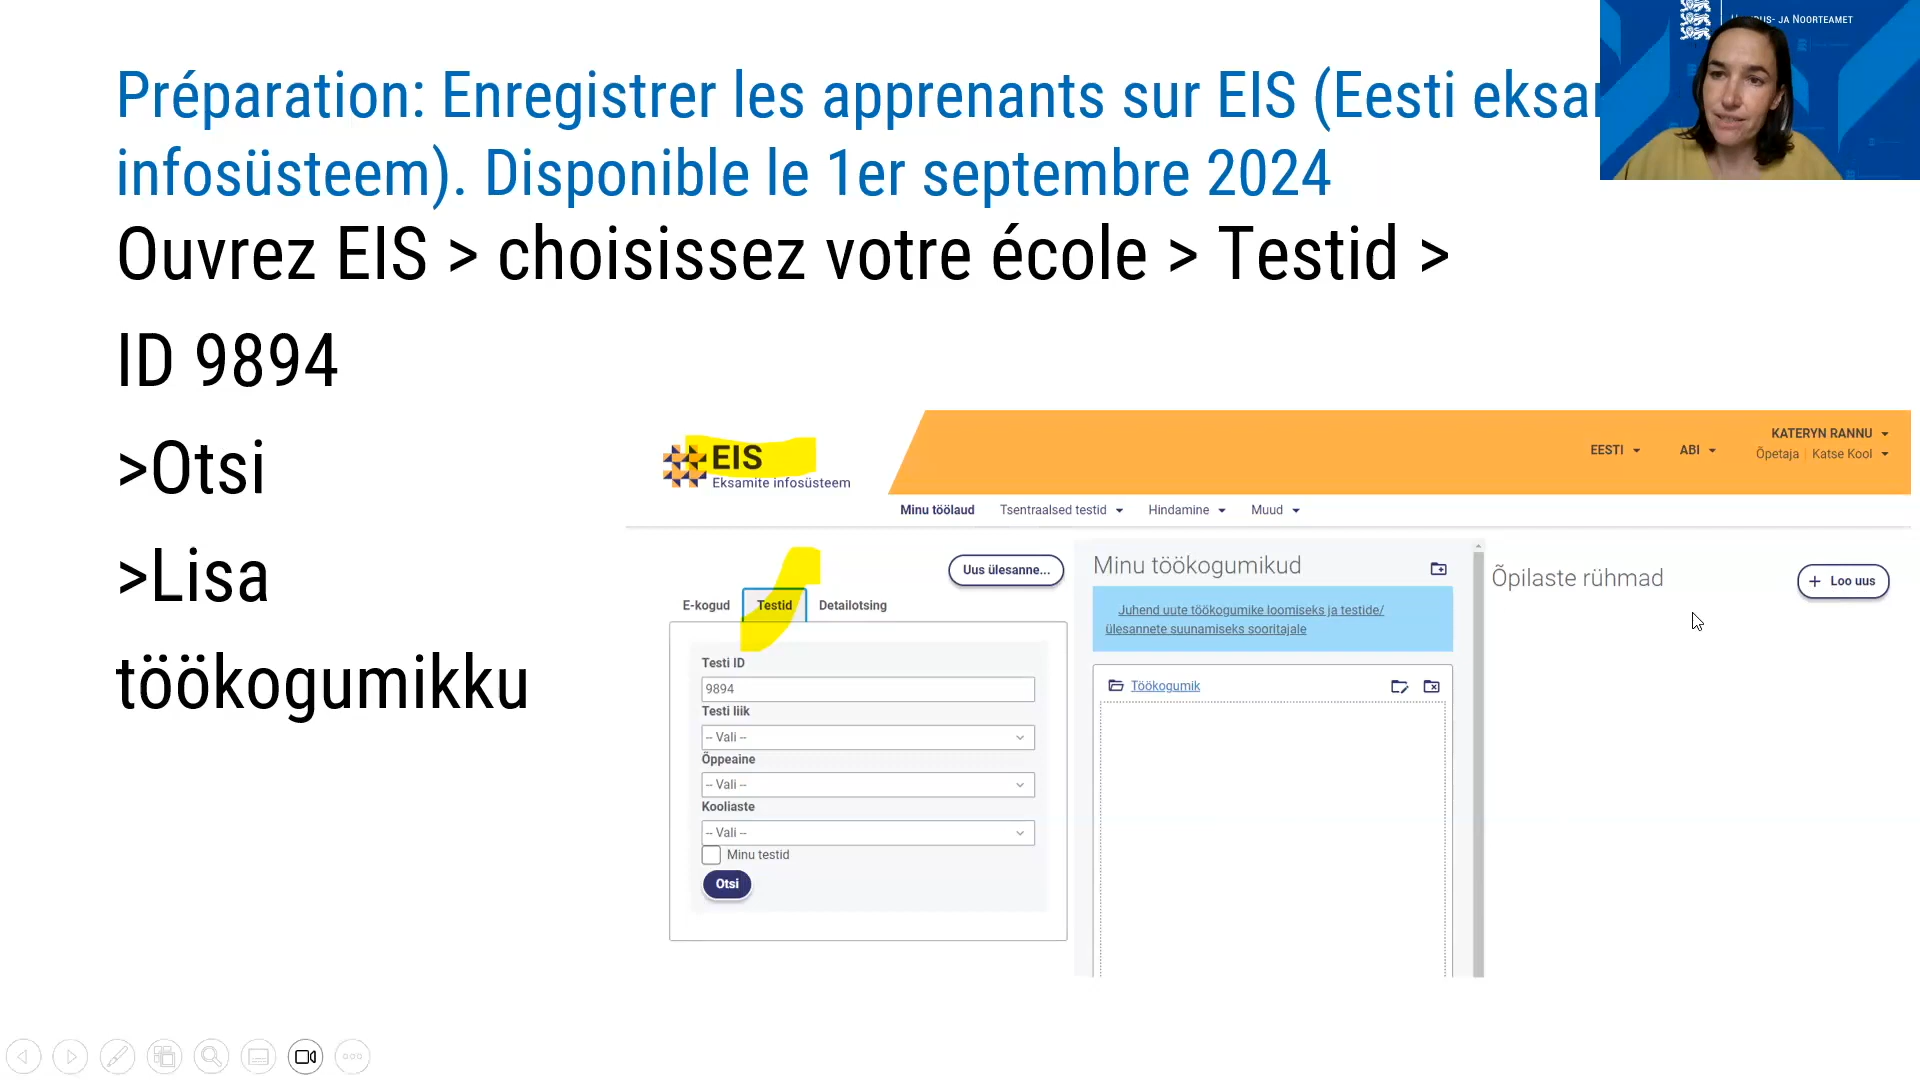 Préparation: Enregistrer les apprenants sur EIS (Eesti
infosüsteem). Disponible le 1er septembre 2024
Ouvrez EIS > choisissez votre école > Testid >
ID 9894
>Otsi
>Lisa
töökogumikku
JA NOORTEAMET
EIS
Eksamite infosüsteem
EESTI
ABI
KATERYN RANNU
Õpetaja | Katse Kool
Minu töölaud
Tsentraalsed testid
Hindamine
Muud
Uus ülesanne...
E-kogud
Testid
Detailotsing
Testi ID
9894
Testi liik
-- Vali --
Õppeaine
-- Vali --
Kooliaste
-- Vali --
Minu testid
Otsi
Minu töökogumikud
Juhend uute töökogumike loomiseks ja testide/
ülesannete suunamiseks sooritajale
Töökogumik
Õpilaste rühmad
+ Loo uus